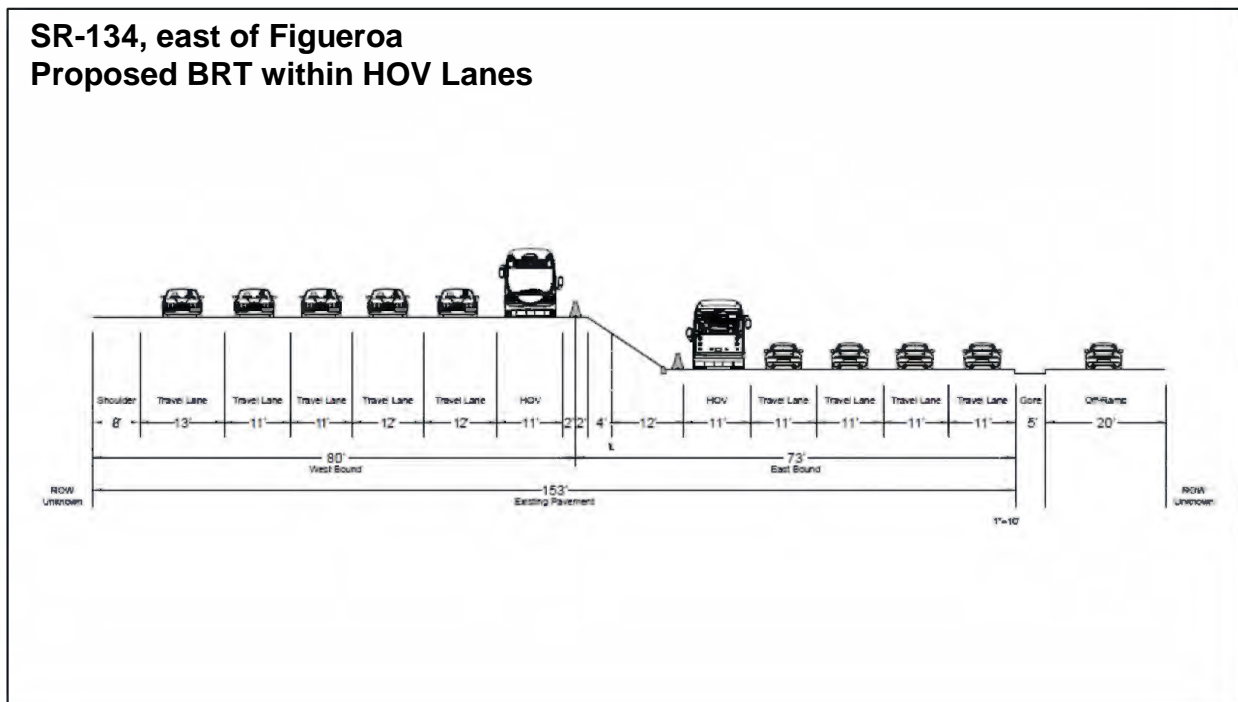 SR-134, east of Figueroa
Proposed BRT within HOV Lanes
Shoulder Travel Lane Travel Lane Travel Lane Travel Lane Travel Lane HOV HOV Travel Lane Travel Lane Travel Lane Travel Lane Gore Off-Ramp
8' 13' 11' 11' 12' 12' 11' 2' 2' 4' 12' 11' 11' 11' 11' 11' 5' 20'
80' 73'
West Bound East Bound
ROW 153' ROW
Unknown Existing Pavement Unknown
1"=10'